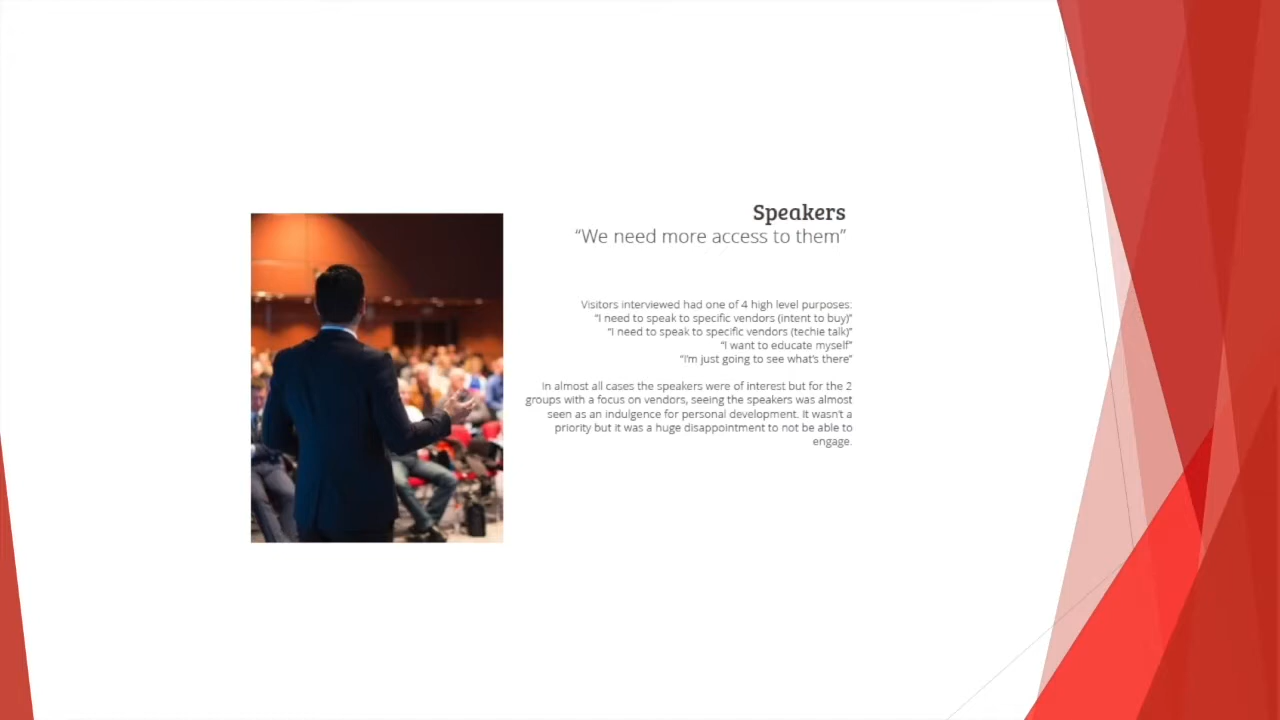 Speakers
“We need more access to them”
Visitors interviewed had one of 4 high level purposes:
“I need to speak to specific vendors (intent to buy)”
“I need to speak to specific vendors (techie talk)”
“I want to educate myself”
“I’m just going to see what’s there”
In almost all cases the speakers were of interest but for the 2
groups with a focus on vendors, seeing the speakers was almost
seen as an indulgence for personal development. It wasn’t a
priority but it was a huge disappointment to not be able to
engage.